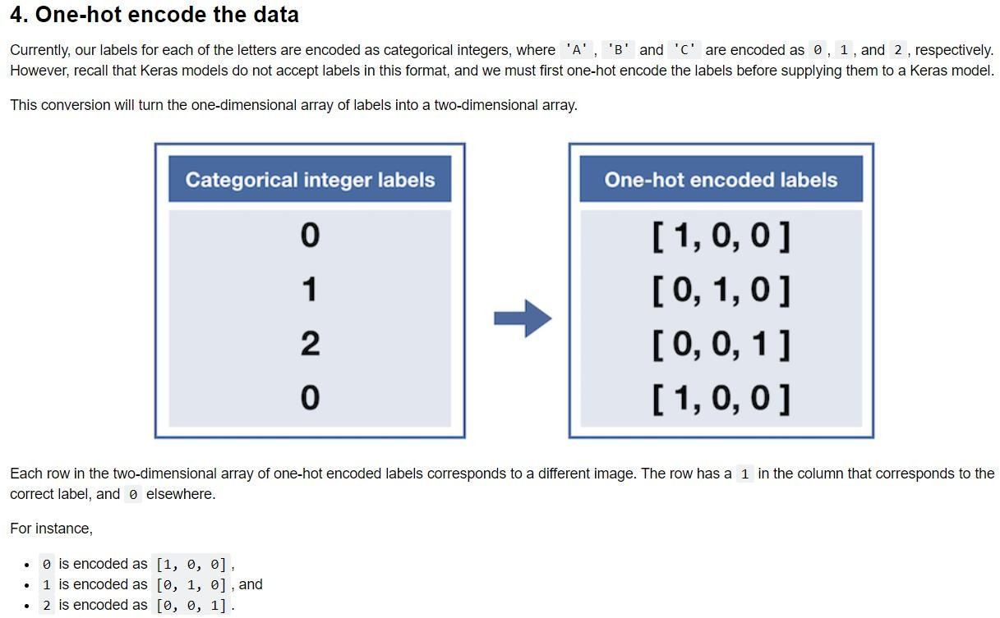 4. One-hot encode the data
Currently, our labels for each of the letters are encoded as categorical integers, where 'A' , 'B' and 'C' are encoded as 0 , 1 , and 2 , respectively.
However, recall that Keras models do not accept labels in this format, and we must first one-hot encode the labels before supplying them to a Keras model.
This conversion will turn the one-dimensional array of labels into a two-dimensional array.
Categorical integer labels
0
1
2
0
One-hot encoded labels
[ 1, 0, 0 ]
[ 0, 1, 0 ]
[ 0, 0, 1 ]
[ 1, 0, 0 ]
Each row in the two-dimensional array of one-hot encoded labels corresponds to a different image. The row has a 1 in the column that corresponds to the
correct label, and 0 elsewhere.
For instance,
• 0 is encoded as [1, 0, 0] ,
• 1 is encoded as [0, 1, 0] , and
• 2 is encoded as [0, 0, 1] .